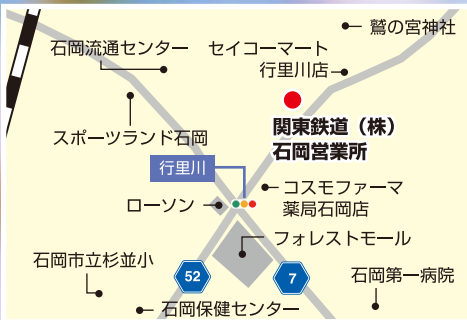 鷲の宮神社
石岡流通センター
セイコーマート
行里川店
関東鉄道（株）
石岡営業所
スポーツランド石岡
行里川
コスモファーマ
薬局石岡店
ローソン
フォレストモール
石岡市立杉並小
52
7
石岡第一病院
石岡保健センター